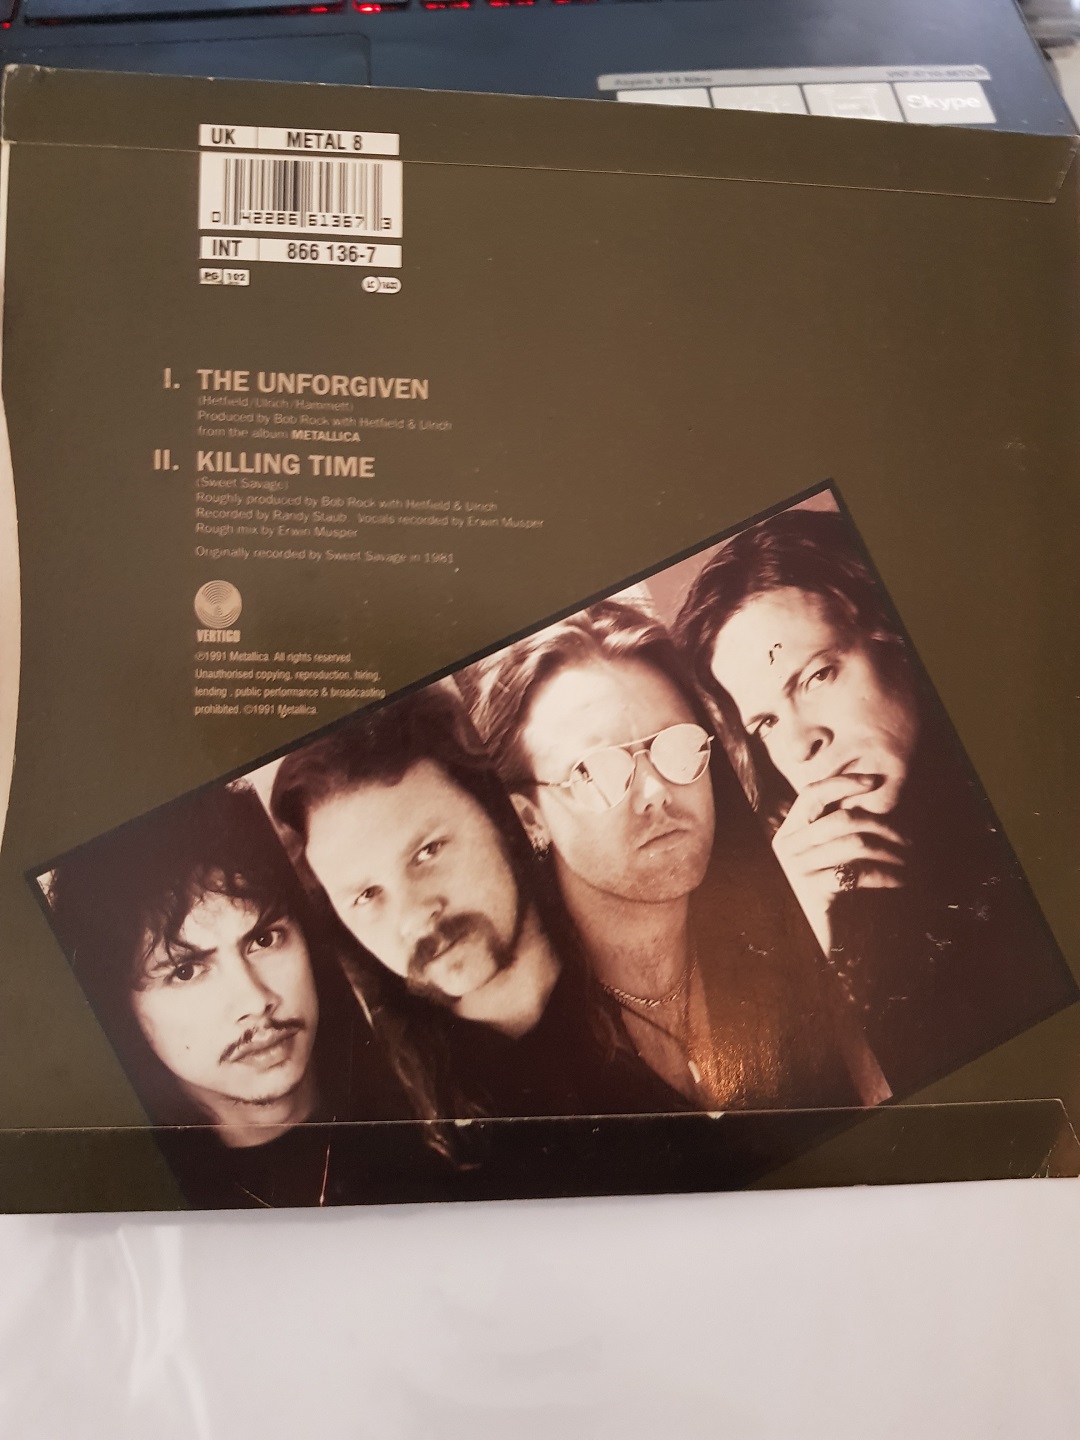 Aspire V 15 Nitro
Skype
UK METAL 8
0 42286 61367 3
INT 866 136-7
PG 102
LC
I. THE UNFORGIVEN
(Hetfield/Ulrich/Hammett)
Produced by Bob Rock with Hetfield & Ulrich
from the album METALLICA
II. KILLING TIME
(Sweet Savage)
Roughly produced by Bob Rock with Hetfield & Ulrich
Recorded by Randy Staub Vocals recorded by Erwin Musper
Rough mix by Erwin Musper
Originally recorded by Sweet Savage in 1981
VERTIGO
℗1991 Metallica. All rights reserved.
Unauthorised copying, reproduction, hiring,
lending , public performance & broadcasting
prohibited. ©1991 Metallica.